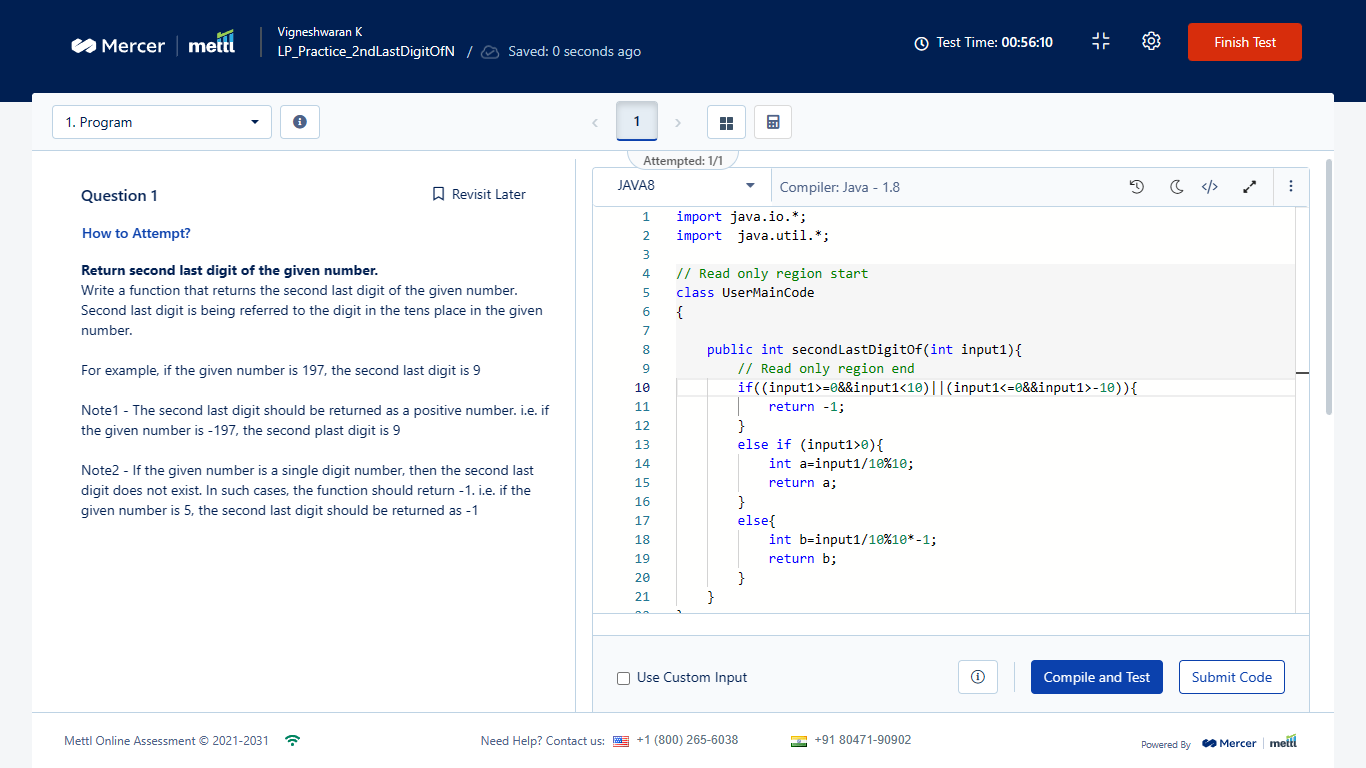 Mercer | mettl
Vigneshwaran K
LP_Practice_2ndLastDigitOfN / Saved: 0 seconds ago
Test Time: 00:56:10
Finish Test
1. Program
1
Attempted: 1/1
Question 1
Revisit Later
How to Attempt?
Return second last digit of the given number.
Write a function that returns the second last digit of the given number.
Second last digit is being referred to the digit in the tens place in the given
number.
For example, if the given number is 197, the second last digit is 9
Note1 - The second last digit should be returned as a positive number. i.e. if
the given number is -197, the second plast digit is 9
Note2 - If the given number is a single digit number, then the second last
digit does not exist. In such cases, the function should return -1. i.e. if the
given number is 5, the second last digit should be returned as -1
JAVA8
Compiler: Java - 1.8
1 import java.io.*;
2 import  java.util.*;
3
4 // Read only region start
5 class UserMainCode
6 {
7
8     public int secondLastDigitOf(int input1){
9         // Read only region end
10         if((input1>=0&&input1<10)||(input1<=0&&input1>-10)){
11             return -1;
12         }
13         else if (input1>0){
14             int a=input1/10%10;
15             return a;
16         }
17         else{
18             int b=input1/10%10*-1;
19             return b;
20         }
21     }
Use Custom Input
Compile and Test
Submit Code
Mettl Online Assessment © 2021-2031
Need Help? Contact us: +1 (800) 265-6038
+91 80471-90902
Powered By Mercer | mettl